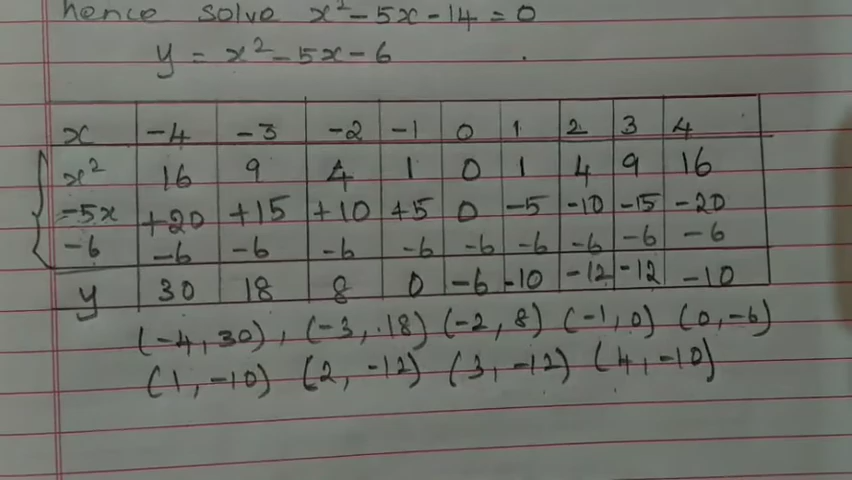 hence solve x²-5x-14=0
y = x²-5x-6
x -4 -3 -2 -1 0 1 2 3 4
x² 16 9 4 1 0 1 4 9 16
-5x +20 +15 +10 +5 0 -5 -10 -15 -20
-6 -6 -6 -6 -6 -6 -6 -6 -6 -6
y 30 18 8 0 -6 -10 -12 -12 -10
(-4, 30), (-3, 18) (-2, 8) (-1, 0) (0, -6)
(1, -10) (2, -12) (3, -12) (4, -10)